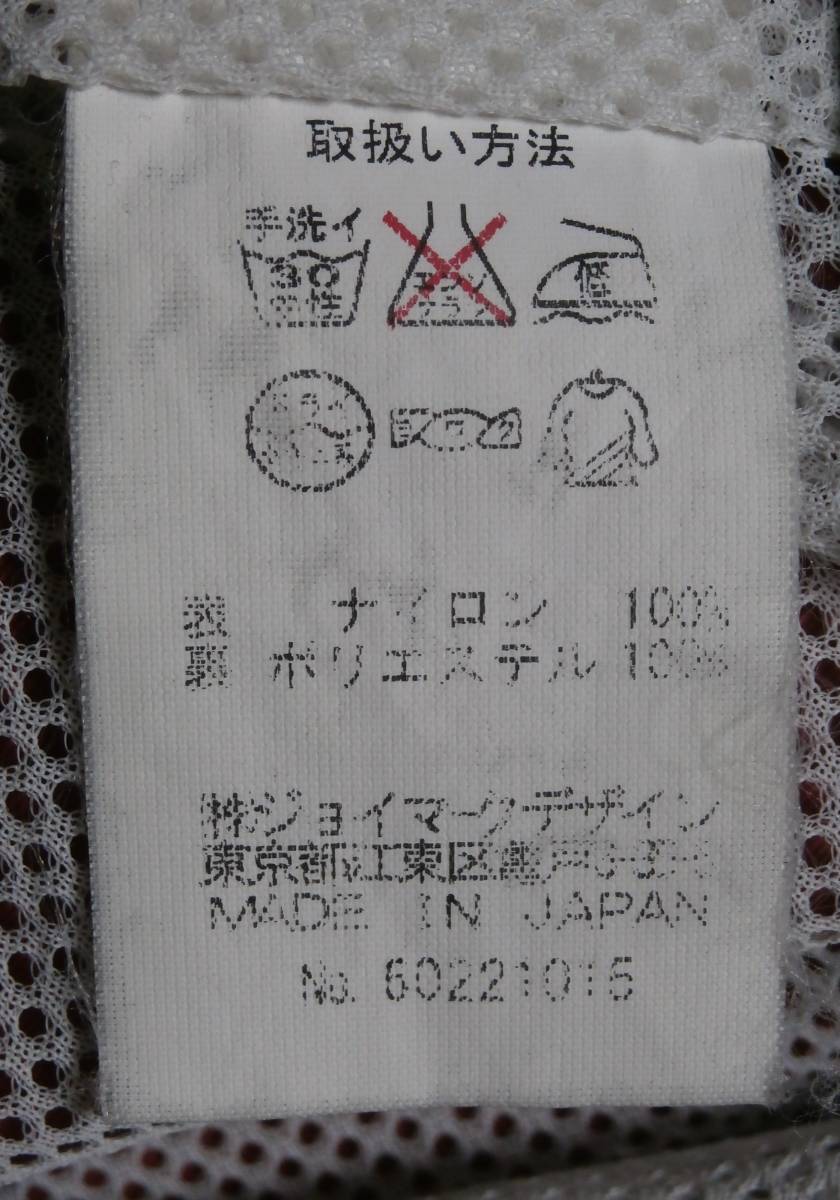 取扱い方法
手洗イ
30
中性
低
表 ナイロン 100%
裏 ポリエステル 100%
㈱ジョイマークデザイン
東京都江東区亀戸
MADE IN JAPAN
No. 60221015